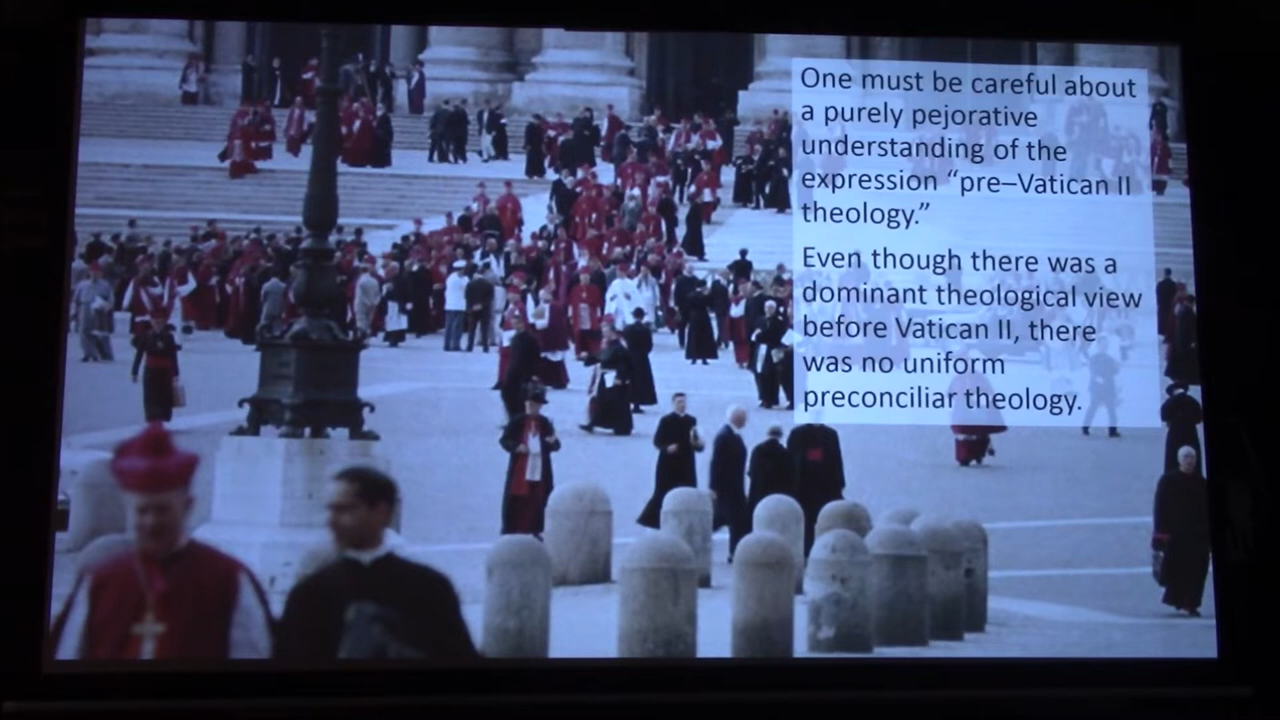 One must be careful about
a purely pejorative
understanding of the
expression “pre–Vatican II
theology.”
Even though there was a
dominant theological view
before Vatican II, there
was no uniform
preconciliar theology.